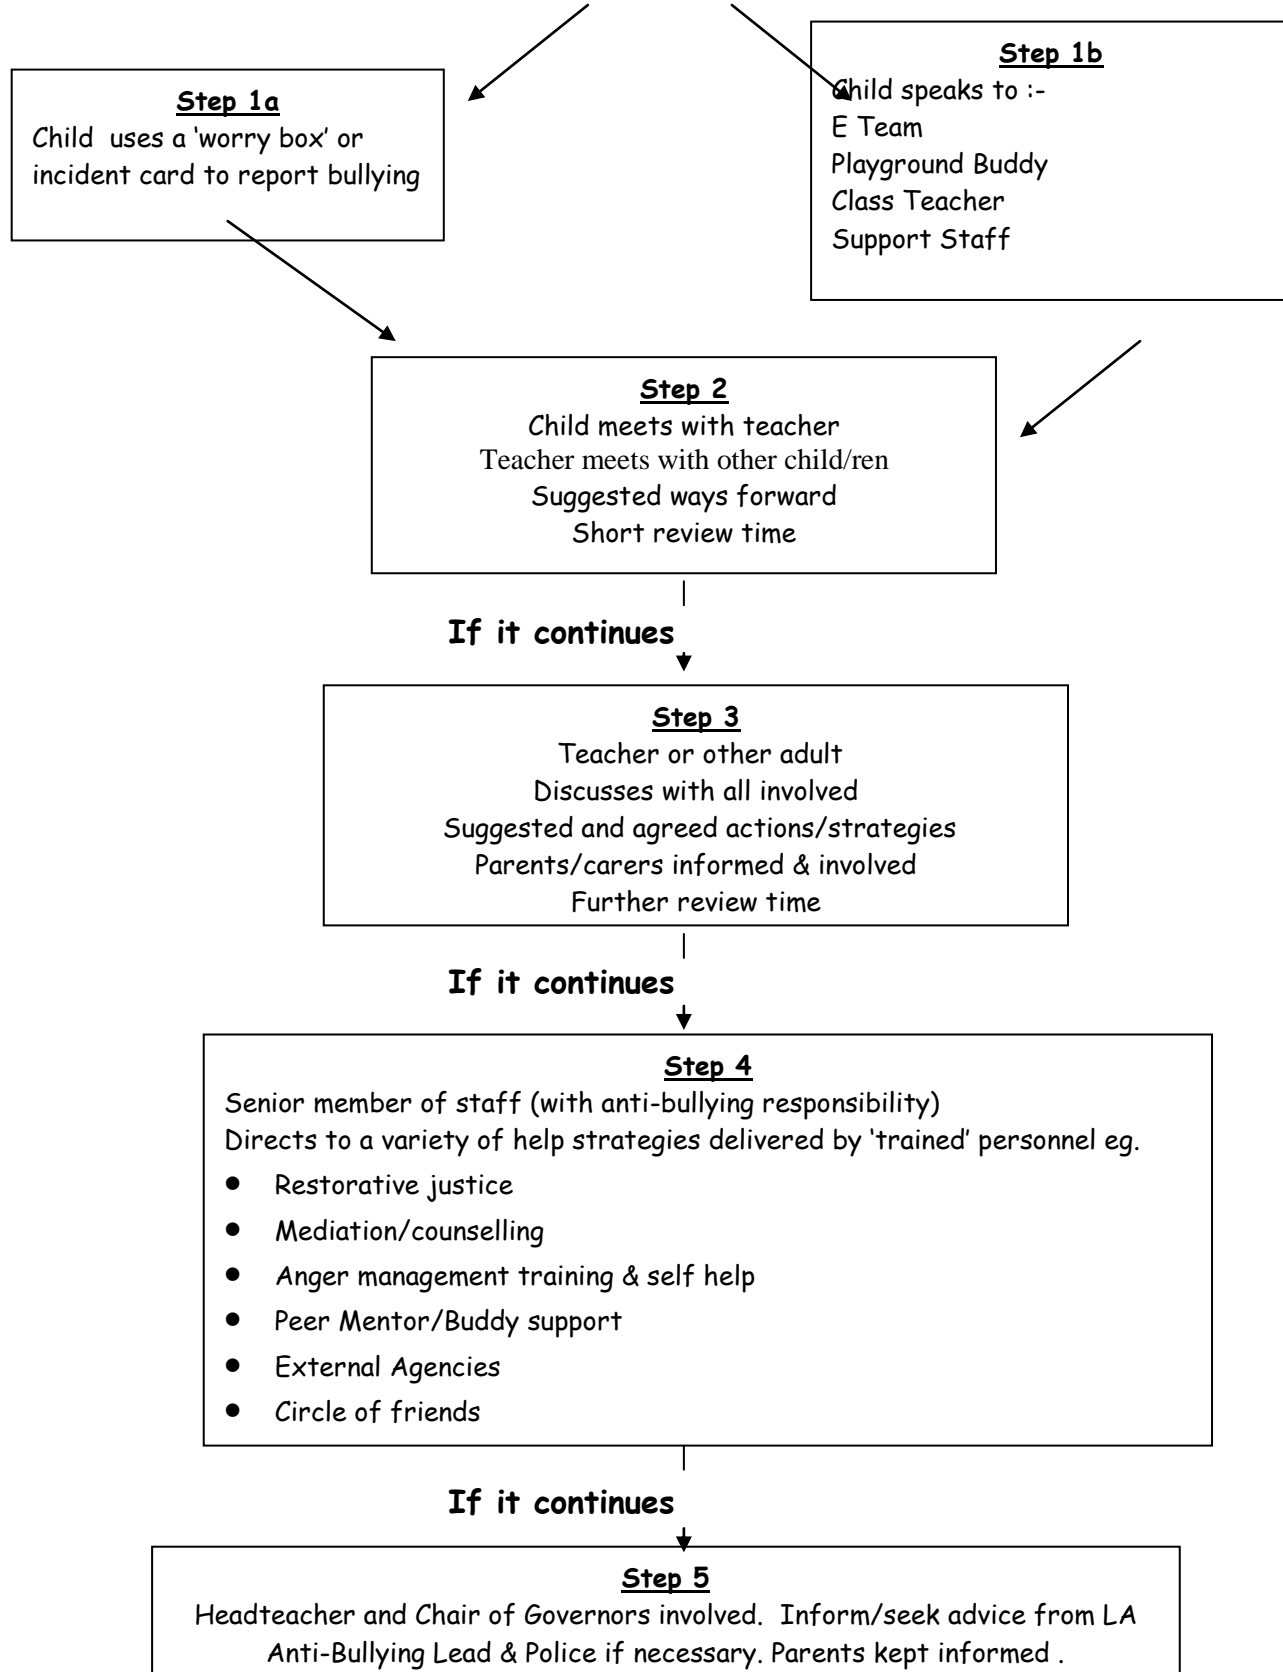 Step 1a
Child  uses a ‘worry box’ or
incident card to report bullying
Step 1b
Child speaks to :-
E Team
Playground Buddy
Class Teacher
Support Staff
Step 2
Child meets with teacher
Teacher meets with other child/ren
Suggested ways forward
Short review time
If it continues
Step 3
Teacher or other adult
Discusses with all involved
Suggested and agreed actions/strategies
Parents/carers informed & involved
Further review time
If it continues
Step 4
Senior member of staff (with anti-bullying responsibility)
Directs to a variety of help strategies delivered by ‘trained’ personnel eg.
● Restorative justice
● Mediation/counselling
● Anger management training & self help
● Peer Mentor/Buddy support
● External Agencies
● Circle of friends
If it continues
Step 5
Headteacher and Chair of Governors involved.  Inform/seek advice from LA
Anti-Bullying Lead & Police if necessary. Parents kept informed .